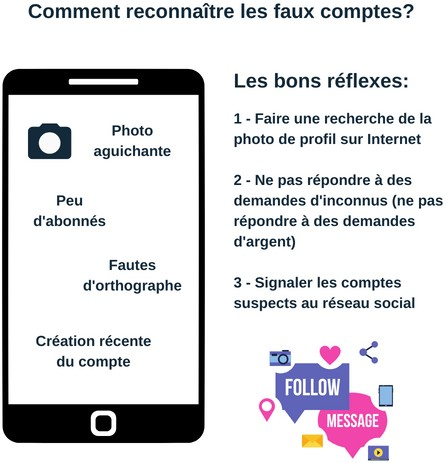 Comment reconnaître les faux comptes?
Photo
aguichante
Peu
d'abonnés
Fautes
d'orthographe
Création récente
du compte
Les bons réflexes:
1 - Faire une recherche de la
photo de profil sur Internet
2 - Ne pas répondre à des
demandes d'inconnus (ne pas
répondre à des demandes
d'argent)
3 - Signaler les comptes
suspects au réseau social
FOLLOW
MESSAGE